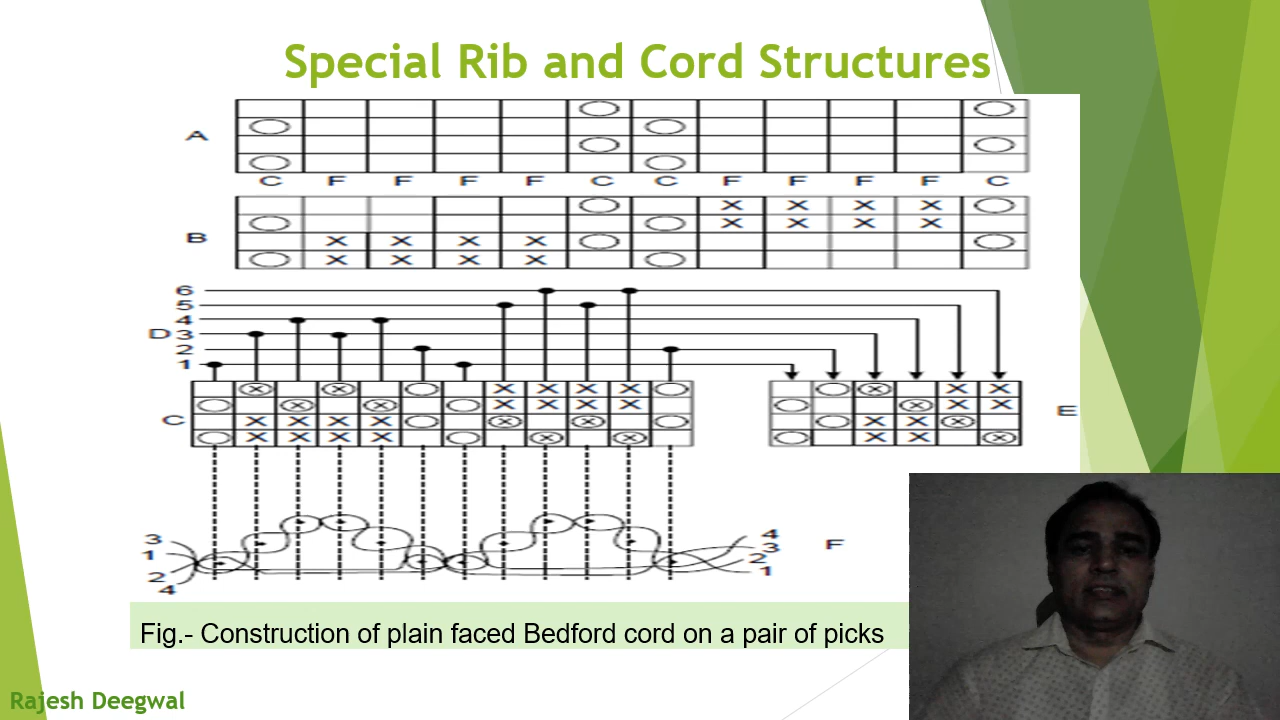 Special Rib and Cord Structures
A
C F F F F C C F F F F C
B
X X X X
X X X X
X X X X
X X X X
6
5
4
D 3
2
1
X X X X X X X X
X X X X X X X X
C X X X X X X X X X E
X X X X X X X X X
3
1
2
4
4
3
2
1
F
Fig.- Construction of plain faced Bedford cord on a pair of picks
Rajesh Deegwal